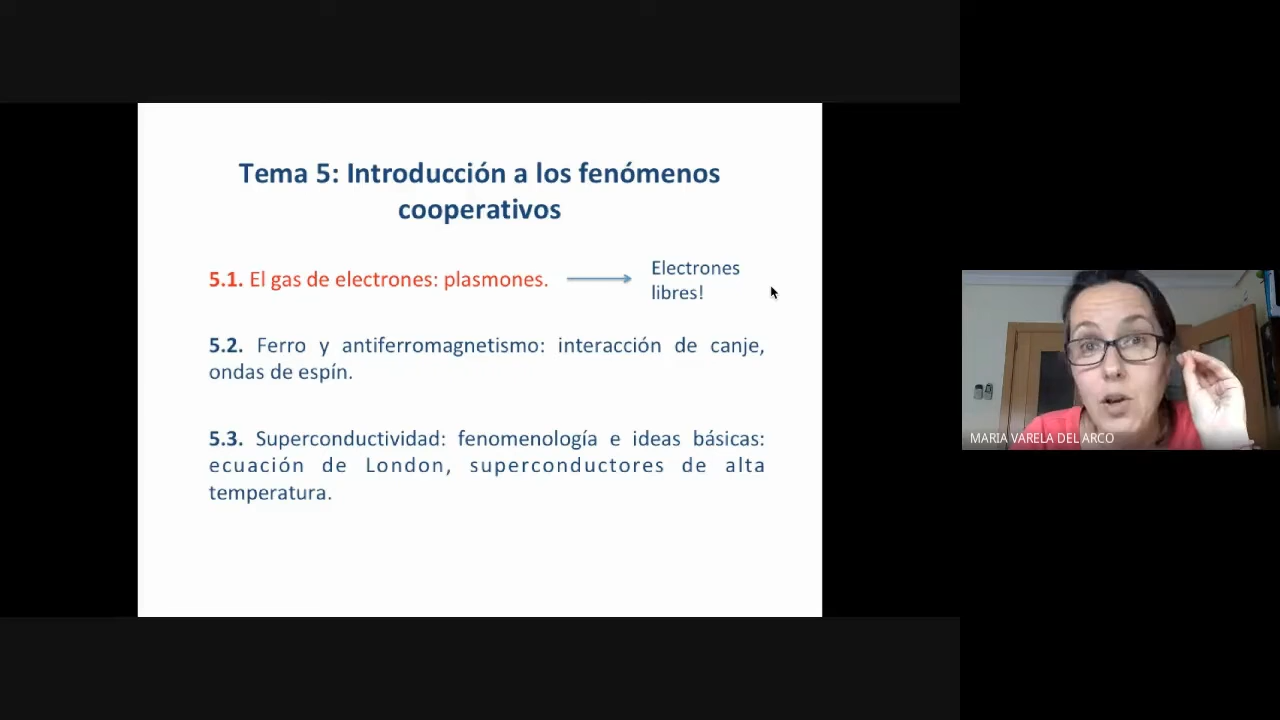 Tema 5: Introducción a los fenómenos
cooperativos
5.1. El gas de electrones: plasmones.
Electrones
libres!
5.2. Ferro y antiferromagnetismo: interacción de canje,
ondas de espín.
5.3. Superconductividad: fenomenología e ideas básicas:
ecuación de London, superconductores de alta
temperatura.
MARIA VARELA DEL ARCO